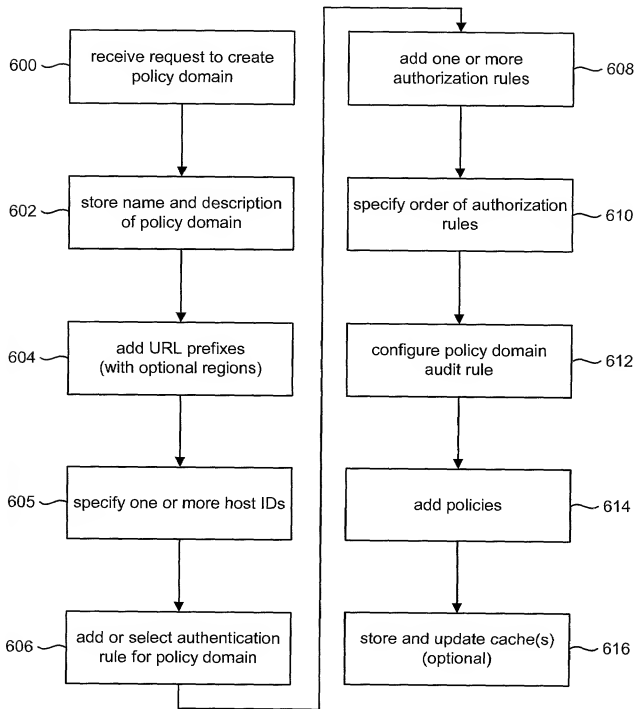 600
receive request to create
policy domain
602
store name and description
of policy domain
604
add URL prefixes
(with optional regions)
605
specify one or more host IDs
606
add or select authentication
rule for policy domain
add one or more
authorization rules
608
specify order of authorization
rules
610
configure policy domain
audit rule
612
add policies
614
store and update cache(s)
(optional)
616